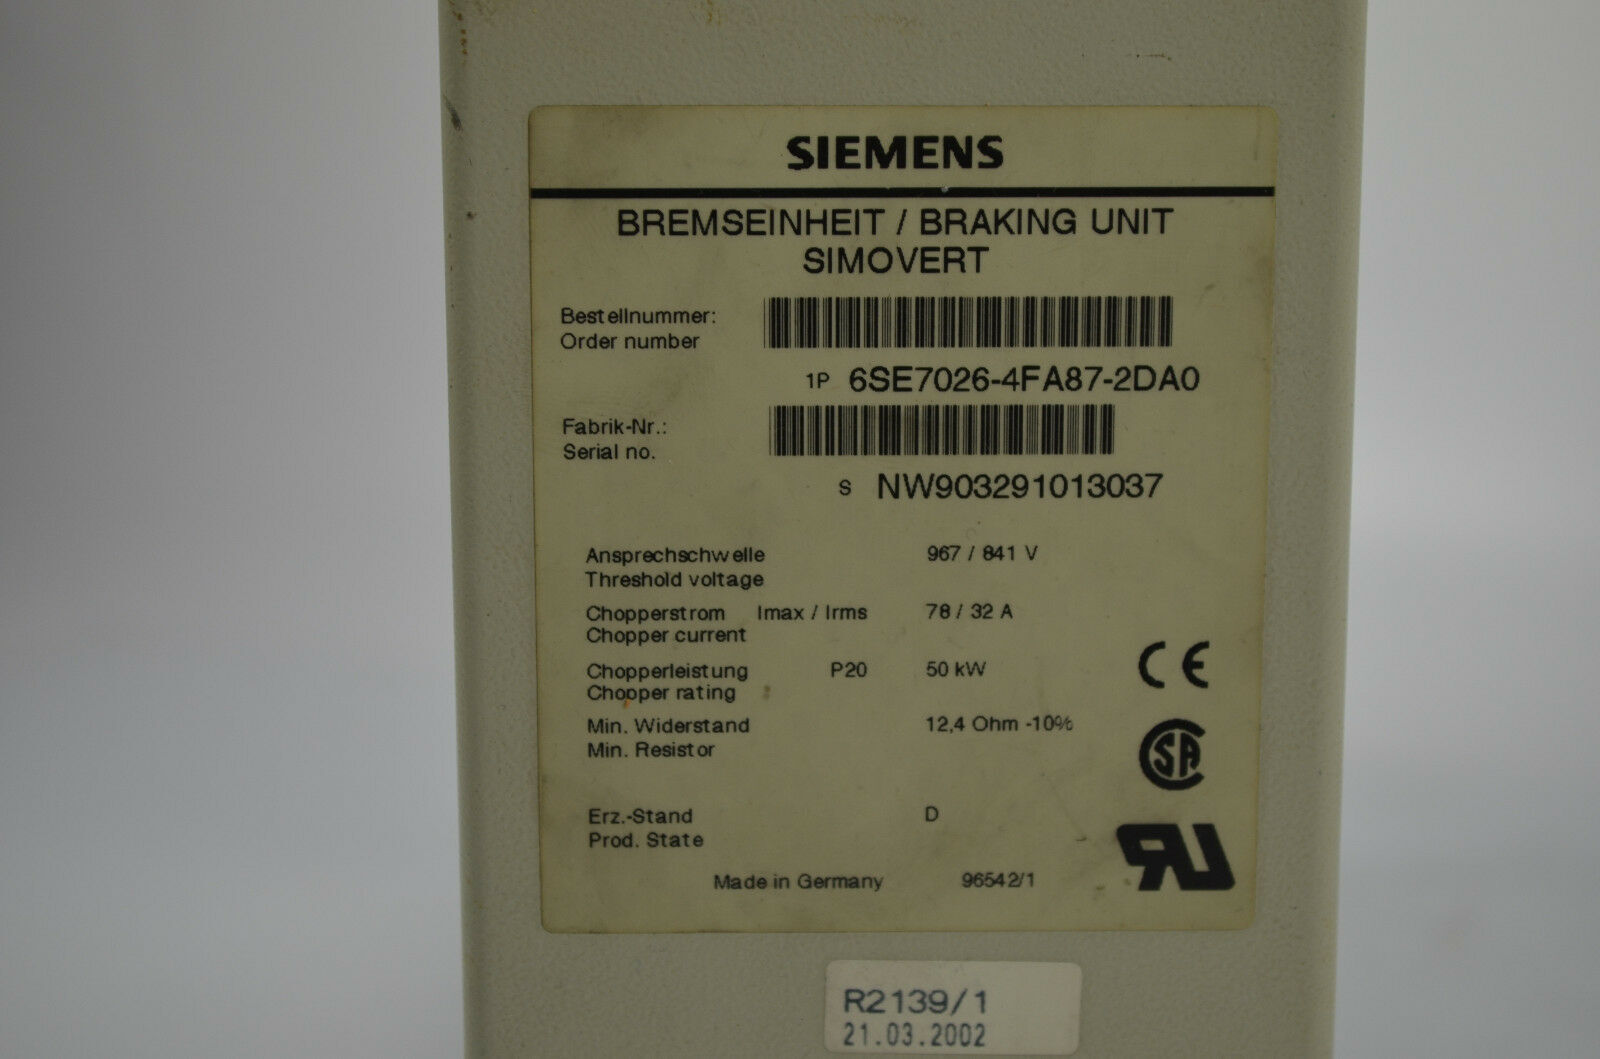 SIEMENS
BREMSEINHEIT / BRAKING UNIT
SIMOVERT
Bestellnummer:
Order number
1P 6SE7026-4FA87-2DA0
Fabrik-Nr.:
Serial no.
S NW903291013037
Ansprechschwelle 967 / 841 V
Threshold voltage
Chopperstrom Imax / Irms 78 / 32 A
Chopper current
Chopperleistung P20 50 kW
Chopper rating
Min. Widerstand 12,4 Ohm -10%
Min. Resistor
Erz.-Stand D
Prod. State
Made in Germany 96542/1
CE
SA
RU
R2139/1
21.03.2002